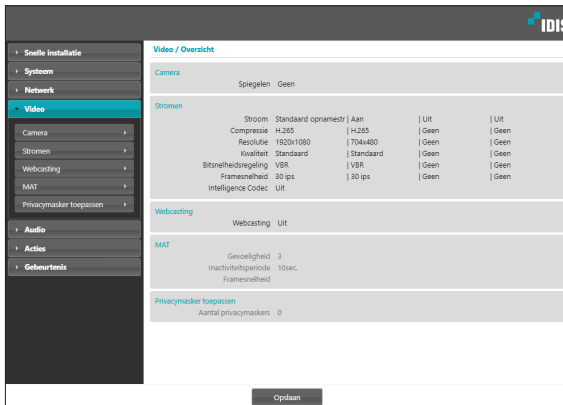 IDIS
Snelle installatie
Systeem
Netwerk
Video
Camera
Stromen
Webcasting
MAT
Privacymasker toepassen
Audio
Acties
Gebeurtenis
Video / Overzicht
Camera
Spiegelen Geen
Stromen
Stroom Standaard opnamestr | Aan | Uit | Uit
Compressie H.265 | H.265 | Geen | Geen
Resolutie 1920x1080 | 704x480 | Geen | Geen
Kwaliteit Standaard | Standaard | Geen | Geen
Bitsnelheidsregeling VBR | VBR | Geen | Geen
Framesnelheid 30 ips | 30 ips | Geen | Geen
Intelligence Codec Uit
Webcasting
Webcasting Uit
MAT
Gevoeligheid 3
Inactiviteitsperiode 10sec.
Framesnelheid
Privacymasker toepassen
Aantal privacymaskers 0
Opslaan